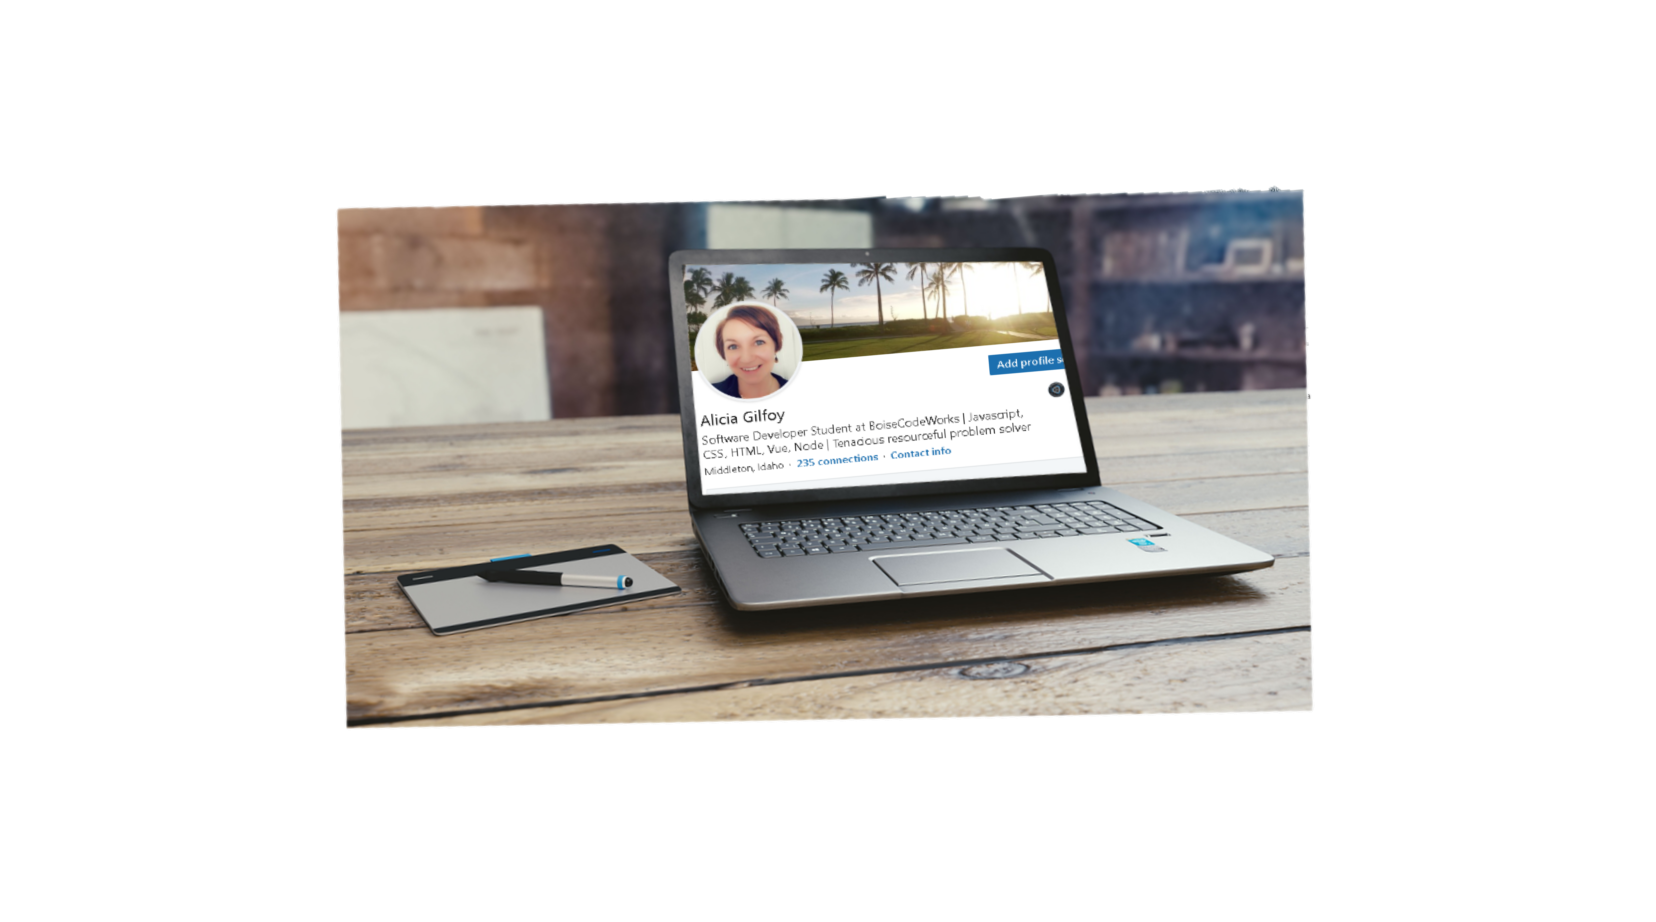 Add profile s
Alicia Gilfoy
Software Developer Student at BoiseCodeWorks | Javascript,
CSS, HTML, Vue, Node | Tenacious resourceful problem solver
Middleton, Idaho · 235 connections · Contact info